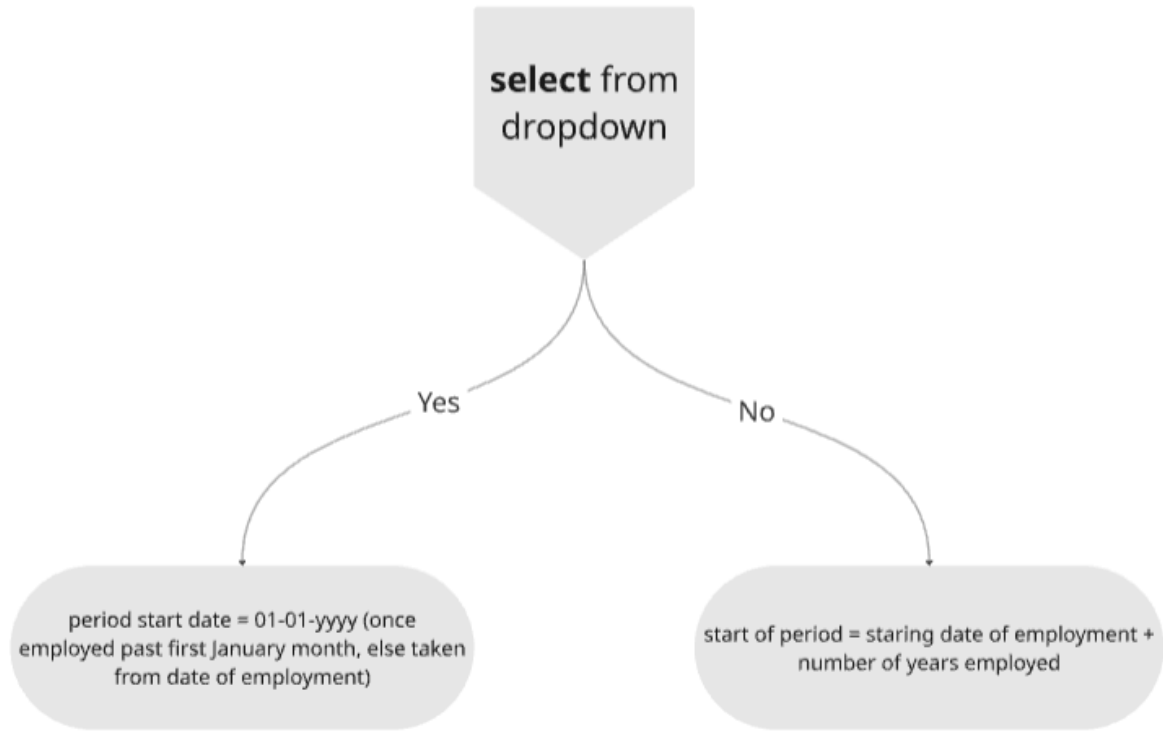 select from
dropdown
Yes
No
period start date = 01-01-yyyy (once
employed past first January month, else taken
from date of employment)
start of period = staring date of employment +
number of years employed